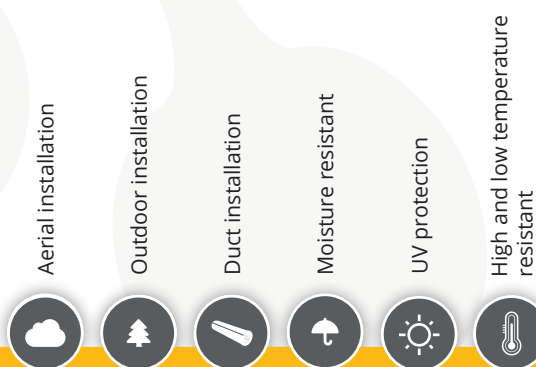 Aerial installation
Outdoor installation
Duct installation
Moisture resistant
UV protection
High and low temperature
resistant